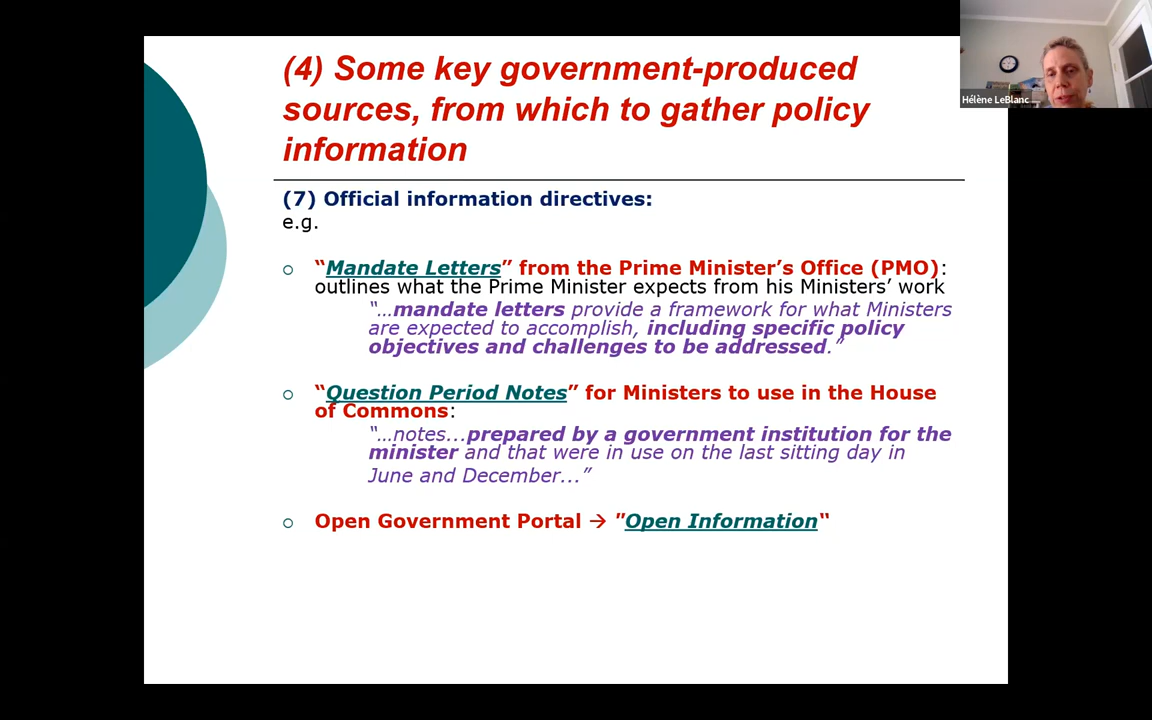 (4) Some key government-produced
sources, from which to gather policy
information
Hélène LeBlanc
(7) Official information directives:
e.g.
○ “Mandate Letters” from the Prime Minister’s Office (PMO):
outlines what the Prime Minister expects from his Ministers’ work
“…mandate letters provide a framework for what Ministers
are expected to accomplish, including specific policy
objectives and challenges to be addressed.”
○ “Question Period Notes” for Ministers to use in the House
of Commons:
“…notes…prepared by a government institution for the
minister and that were in use on the last sitting day in
June and December…”
○ Open Government Portal → "Open Information“